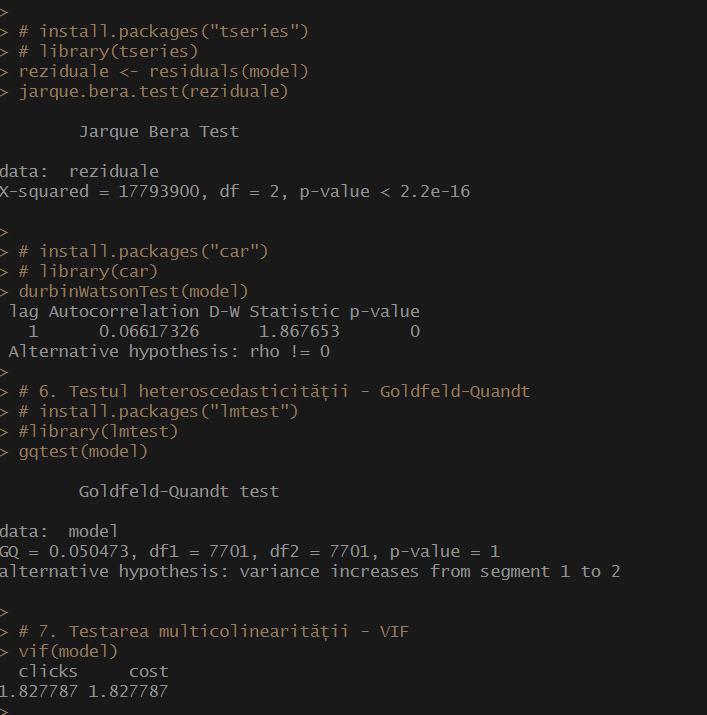 >
> # install.packages("tseries")
> # library(tseries)
> reziduale <- residuals(model)
> jarque.bera.test(reziduale)
Jarque Bera Test
data:  reziduale
X-squared = 17793900, df = 2, p-value < 2.2e-16
>
> # install.packages("car")
> # library(car)
> durbinWatsonTest(model)
 lag Autocorrelation D-W Statistic p-value
   1      0.06617326      1.867653       0
 Alternative hypothesis: rho != 0
>
> # 6. Testul heteroscedasticității - Goldfeld-Quandt
> # install.packages("lmtest")
> #library(lmtest)
> gqtest(model)
Goldfeld-Quandt test
data:  model
GQ = 0.050473, df1 = 7701, df2 = 7701, p-value = 1
alternative hypothesis: variance increases from segment 1 to 2
>
> # 7. Testarea multicolinearității - VIF
> vif(model)
  clicks     cost
1.827787 1.827787
>